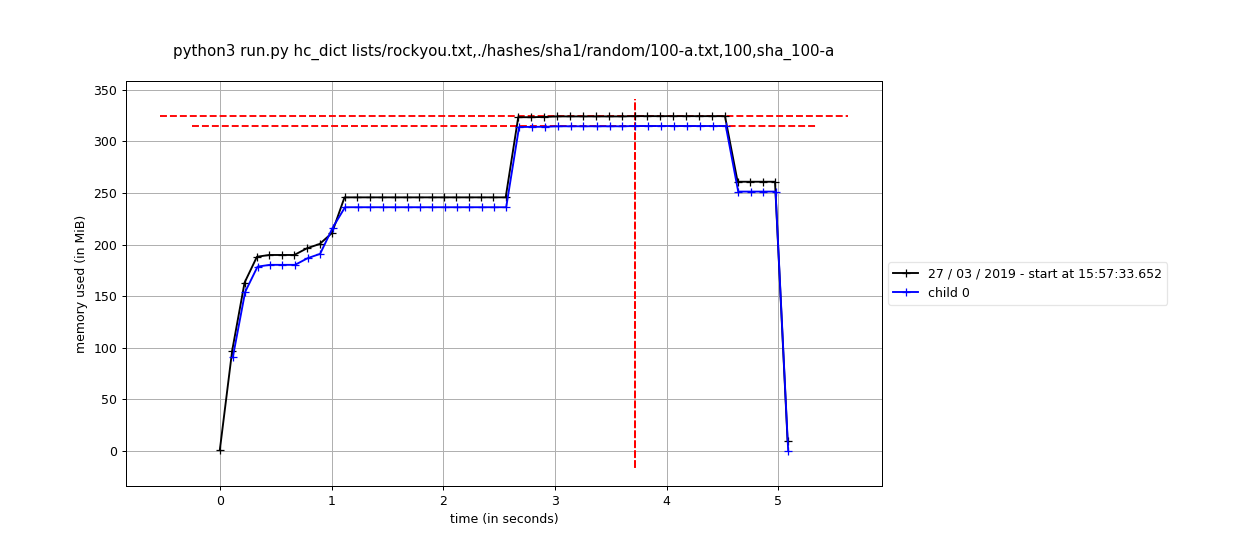 python3 run.py hc_dict lists/rockyou.txt,./hashes/sha1/random/100-a.txt,100,sha_100-a
350
300
250
200
150
100
50
0
memory used (in MiB)
0 1 2 3 4 5
time (in seconds)
27 / 03 / 2019 - start at 15:57:33.652
child 0